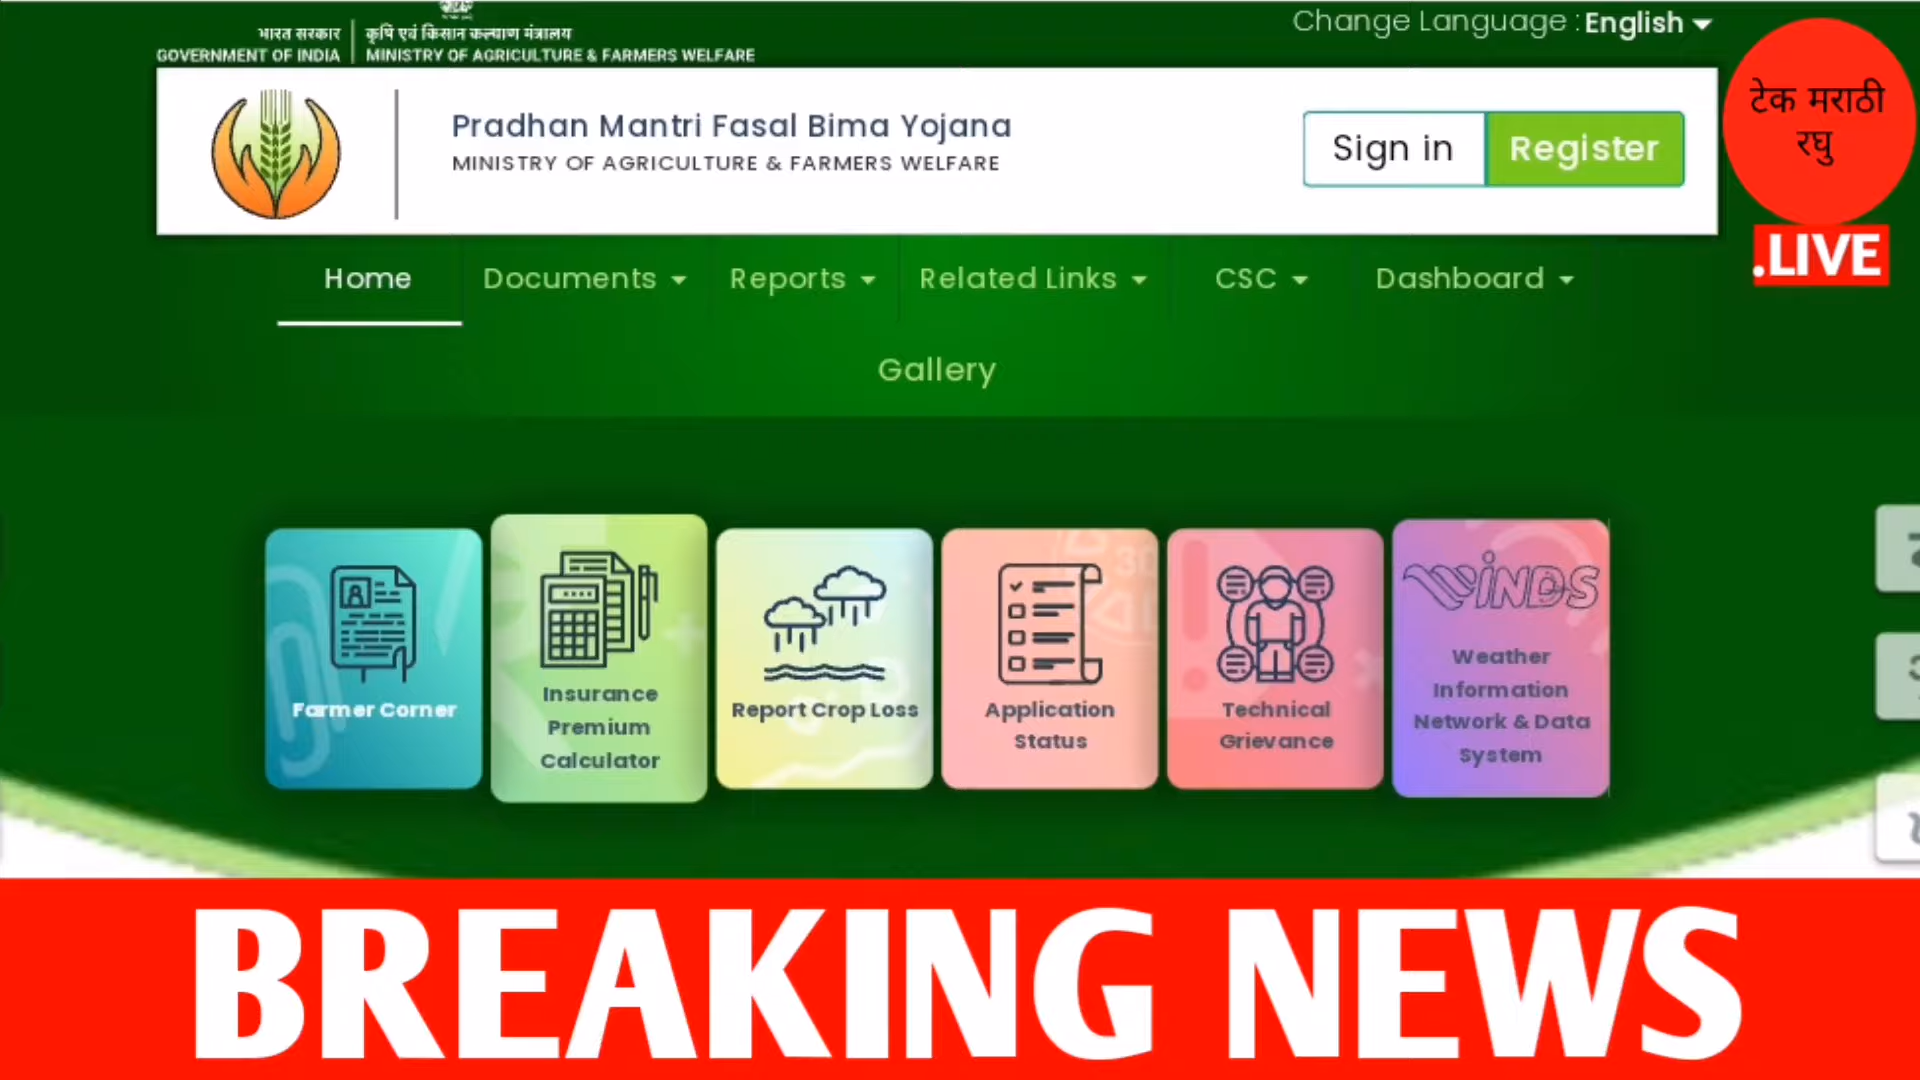 भारत सरकार
GOVERNMENT OF INDIA
कृषि एवं किसान कल्याण मंत्रालय
MINISTRY OF AGRICULTURE & FARMERS WELFARE
Change Language : English
Pradhan Mantri Fasal Bima Yojana
MINISTRY OF AGRICULTURE & FARMERS WELFARE
Sign in
Register
टेक मराठी
रघु
.LIVE
Home
Documents
Reports
Related Links
CSC
Dashboard
Gallery
Farmer Corner
Insurance
Premium
Calculator
Report Crop Loss
Application
Status
Technical
Grievance
WINDS
Weather
Information
Network & Data
System
BREAKING NEWS